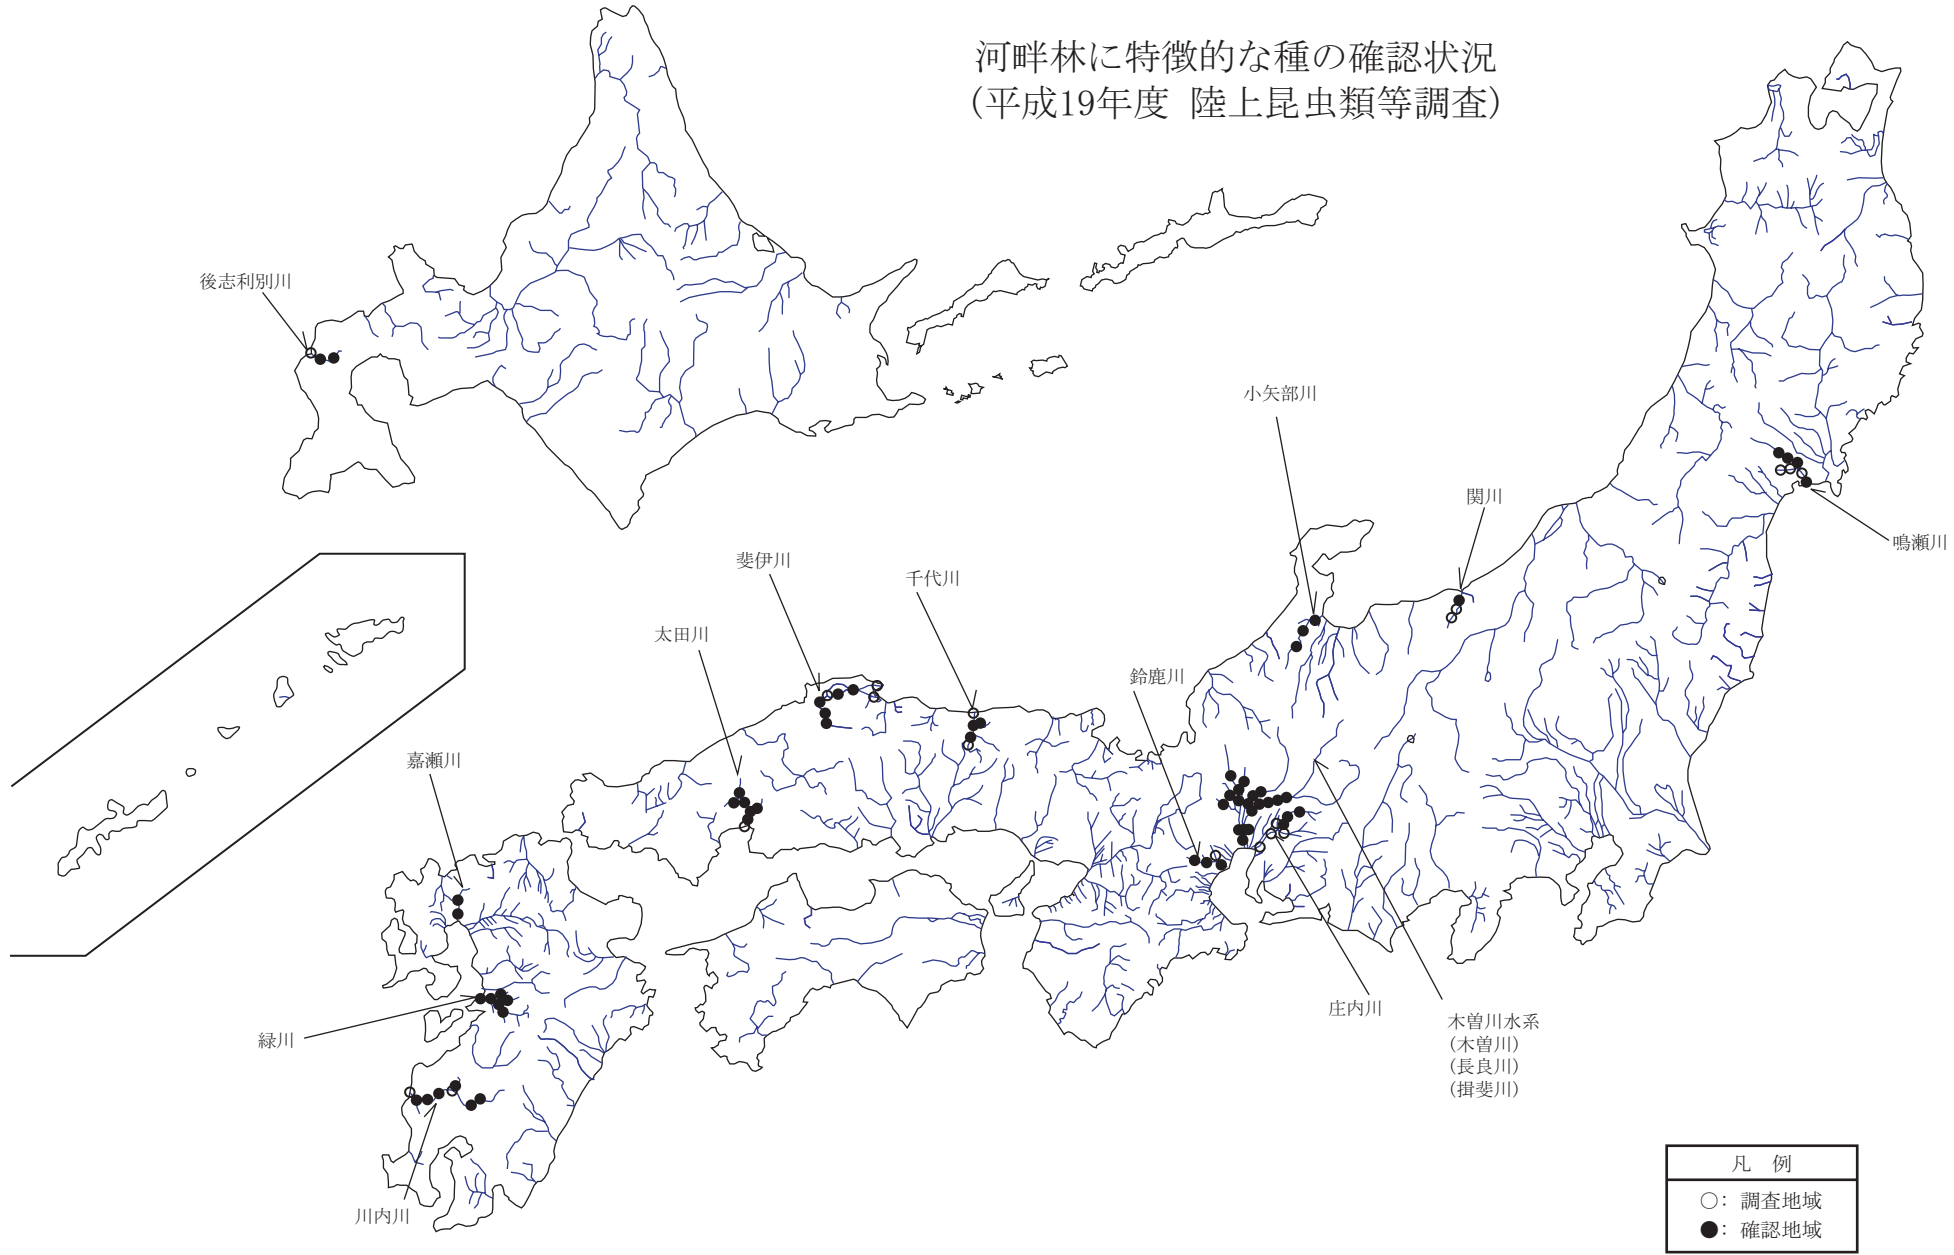 河畔林に特徴的な種の確認状況
(平成19年度 陸上昆虫類等調査)
後志利別川
小矢部川
関川
鳴瀬川
斐伊川
千代川
太田川
鈴鹿川
嘉瀬川
緑川
川内川
庄内川
木曽川水系
(木曽川)
(長良川)
(揖斐川)
凡 例
○: 調査地域
●: 確認地域